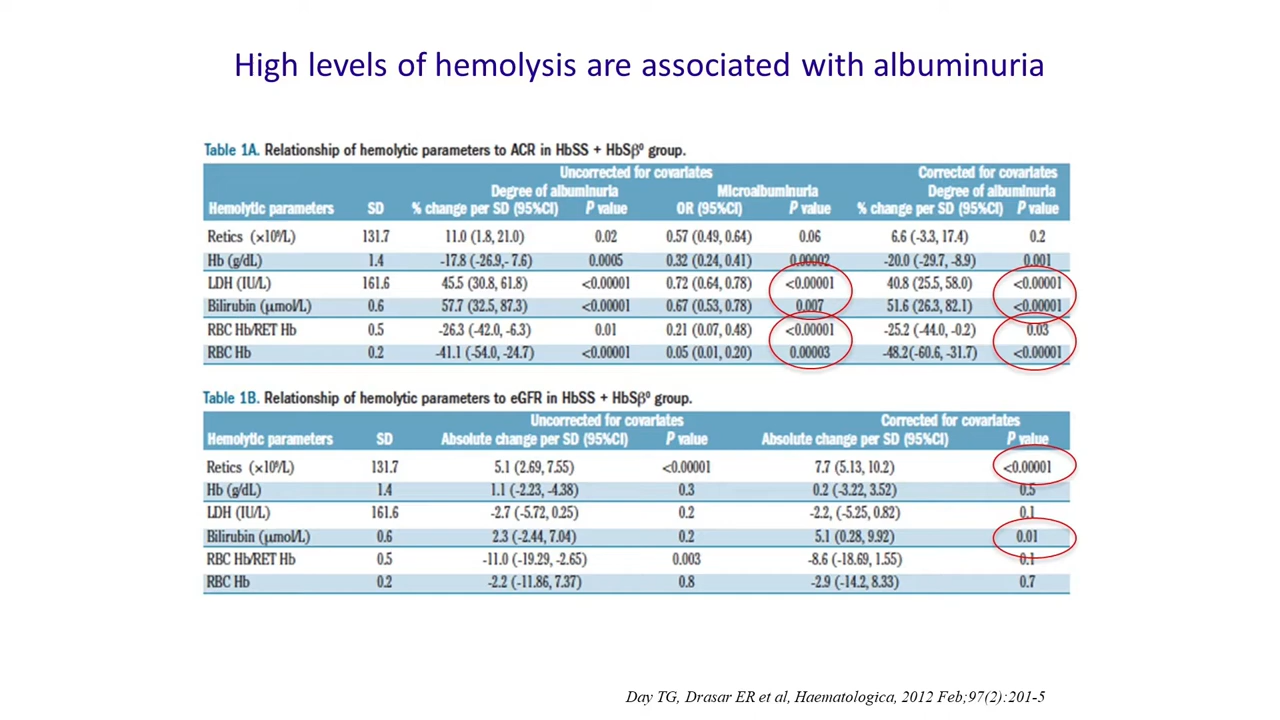 High levels of hemolysis are associated with albuminuria
Table 1A. Relationship of hemolytic parameters to ACR in HbSS + HbSβ⁰ group.
Uncorrected for covariates Corrected for covariates
Degree of albuminuria Microalbuminuria Degree of albuminuria
Hemolytic parameters SD % change per SD (95%CI) P value OR (95%CI) P value % change per SD (95%CI) P value
Retics (×10⁹/L) 131.7 11.0 (1.8, 21.0) 0.02 0.57 (0.49, 0.64) 0.06 6.6 (-3.3, 17.4) 0.2
Hb (g/dL) 1.4 -17.8 (-26.9,- 7.6) 0.0005 0.32 (0.24, 0.41) 0.00002 -20.0 (-29.7, -8.9) 0.001
LDH (IU/L) 161.6 45.5 (30.8, 61.8) <0.00001 0.72 (0.64, 0.78) <0.00001 40.8 (25.5, 58.0) <0.00001
Bilirubin (μmol/L) 0.6 57.7 (32.5, 87.3) <0.00001 0.67 (0.53, 0.78) 0.007 51.6 (26.3, 82.1) <0.00001
RBC Hb/RET Hb 0.5 -26.3 (-42.0, -6.3) 0.01 0.21 (0.07, 0.48) <0.00001 -25.2 (-44.0, -0.2) 0.03
RBC Hb 0.2 -41.1 (-54.0, -24.7) <0.00001 0.05 (0.01, 0.20) 0.00003 -48.2(-60.6, -31.7) <0.00001
Table 1B. Relationship of hemolytic parameters to eGFR in HbSS + HbSβ⁰ group.
Uncorrected for covariates Corrected for covariates
Hemolytic parameters SD Absolute change per SD (95%CI) P value Absolute change per SD (95%CI) P value
Retics (×10⁹/L) 131.7 5.1 (2.69, 7.55) <0.00001 7.7 (5.13, 10.2) <0.00001
Hb (g/dL) 1.4 1.1 (-2.23, -4.38) 0.3 0.2 (-3.22, 3.52) 0.5
LDH (IU/L) 161.6 -2.7 (-5.72, 0.25) 0.2 -2.2, (-5.25, 0.82) 0.1
Bilirubin (μmol/L) 0.6 2.3 (-2.44, 7.04) 0.2 5.1 (0.28, 9.92) 0.01
RBC Hb/RET Hb 0.5 -11.0 (-19.29, -2.65) 0.003 -8.6 (-18.69, 1.55) 0.1
RBC Hb 0.2 -2.2 (-11.86, 7.37) 0.8 -2.9 (-14.2, 8.33) 0.7
Day TG, Drasar ER et al, Haematologica, 2012 Feb;97(2):201-5